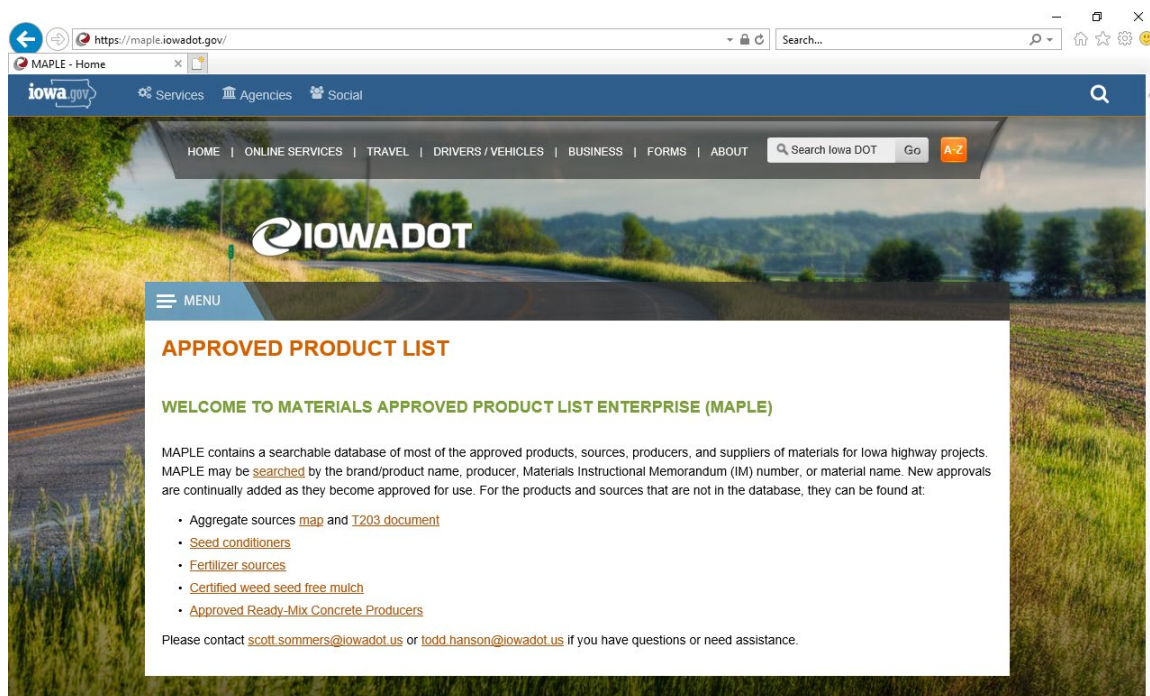 https://maple.iowadot.gov/
Search...
MAPLE - Home
iowa.gov
Services
Agencies
Social
HOME | ONLINE SERVICES | TRAVEL | DRIVERS / VEHICLES | BUSINESS | FORMS | ABOUT
Search Iowa DOT
Go
A-Z
IOWADOT
MENU
APPROVED PRODUCT LIST
WELCOME TO MATERIALS APPROVED PRODUCT LIST ENTERPRISE (MAPLE)
MAPLE contains a searchable database of most of the approved products, sources, producers, and suppliers of materials for Iowa highway projects.
MAPLE may be searched by the brand/product name, producer, Materials Instructional Memorandum (IM) number, or material name. New approvals
are continually added as they become approved for use. For the products and sources that are not in the database, they can be found at:
• Aggregate sources map and T203 document
• Seed conditioners
• Fertilizer sources
• Certified weed seed free mulch
• Approved Ready-Mix Concrete Producers
Please contact scott.sommers@iowadot.us or todd.hanson@iowadot.us if you have questions or need assistance.